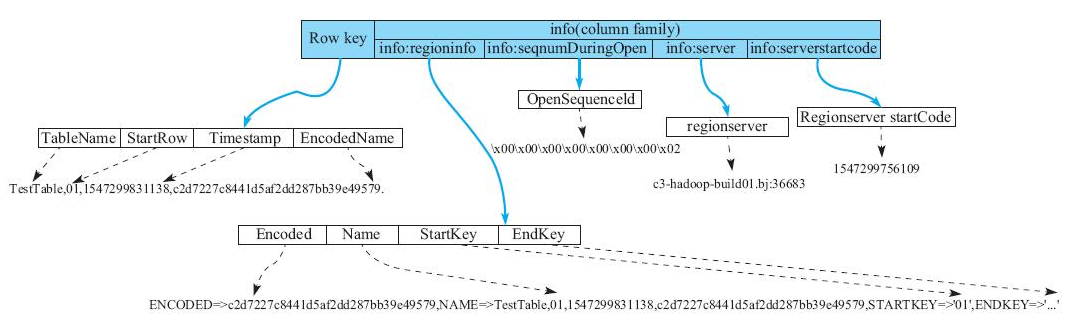 Row key
info(column family)
info:regioninfo info:seqnumDuringOpen info:server info:serverstartcode
OpenSequenceId
\x00\x00\x00\x00\x00\x00\x00\x02
regionserver
c3-hadoop-build01.bj:36683
Regionserver startCode
1547299756109
TableName StartRow Timestamp EncodedName
TestTable,01,1547299831138,c2d7227c8441d5af2dd287bb39e49579.
Encoded Name StartKey EndKey
ENCODED=>c2d7227c8441d5af2dd287bb39e49579,NAME=>TestTable,01,1547299831138,c2d7227c8441d5af2dd287bb39e49579,STARTKEY=>'01',ENDKEY=>'...'